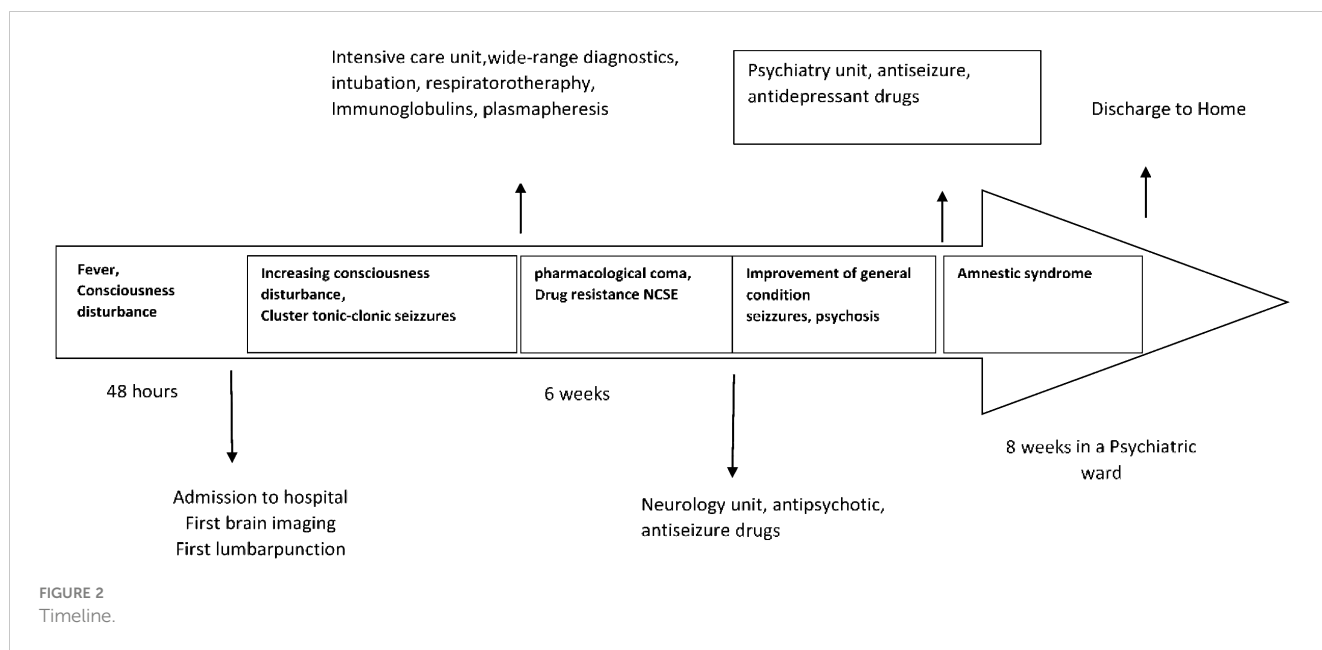 Intensive care unit,wide-range diagnostics,
intubation, respiratorotheraphy,
Immunoglobulins, plasmapheresis
Psychiatry unit, antiseizure,
antidepressant drugs
Discharge to Home
Fever,
Consciousness
disturbance
Increasing consciousness
disturbance,
Cluster tonic-clonic seizzures
pharmacological coma,
Drug resistance NCSE
Improvement of general
condition
seizzures, psychosis
Amnestic syndrome
48 hours
6 weeks
8 weeks in a Psychiatric
ward
Admission to hospital
First brain imaging
First lumbarpunction
Neurology unit, antipsychotic,
antiseizure drugs
FIGURE 2
Timeline.